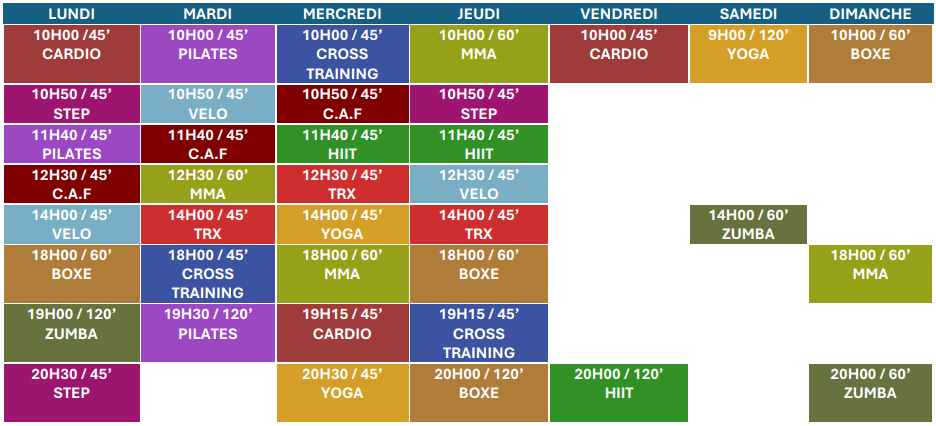 LUNDI MARDI MERCREDI JEUDI VENDREDI SAMEDI DIMANCHE
10H00 /45’ 10H00 / 45’ 10H00 / 45’ 10H00 / 60’ 10H00 / 45’ 9H00 / 120’ 10H00 / 60’
CARDIO PILATES CROSS MMA CARDIO YOGA BOXE
TRAINING
10H50 / 45’ 10H50 / 45’ 10H50 / 45’ 10H50 / 45’
STEP VELO C.A.F STEP
11H40 / 45’ 11H40 / 45’ 11H40 / 45’ 11H40 / 45’
PILATES C.A.F HIIT HIIT
12H30 / 45’ 12H30 / 60’ 12H30 / 45’ 12H30 / 45’
C.A.F MMA TRX VELO
14H00 / 45’ 14H00 / 45’ 14H00 / 45’ 14H00 / 45’ 14H00 / 60’
VELO TRX YOGA TRX ZUMBA
18H00 / 60’ 18H00 / 45’ 18H00 / 60’ 18H00 / 60’ 18H00 / 60’
BOXE CROSS MMA BOXE MMA
TRAINING
19H00 / 120’ 19H30 / 120’ 19H15 / 45’ 19H15 / 45’
ZUMBA PILATES CARDIO CROSS
TRAINING
20H30 / 45’ 20H30 / 45’ 20H00 / 120’ 20H00 / 120’ 20H00 / 60’
STEP YOGA BOXE HIIT ZUMBA